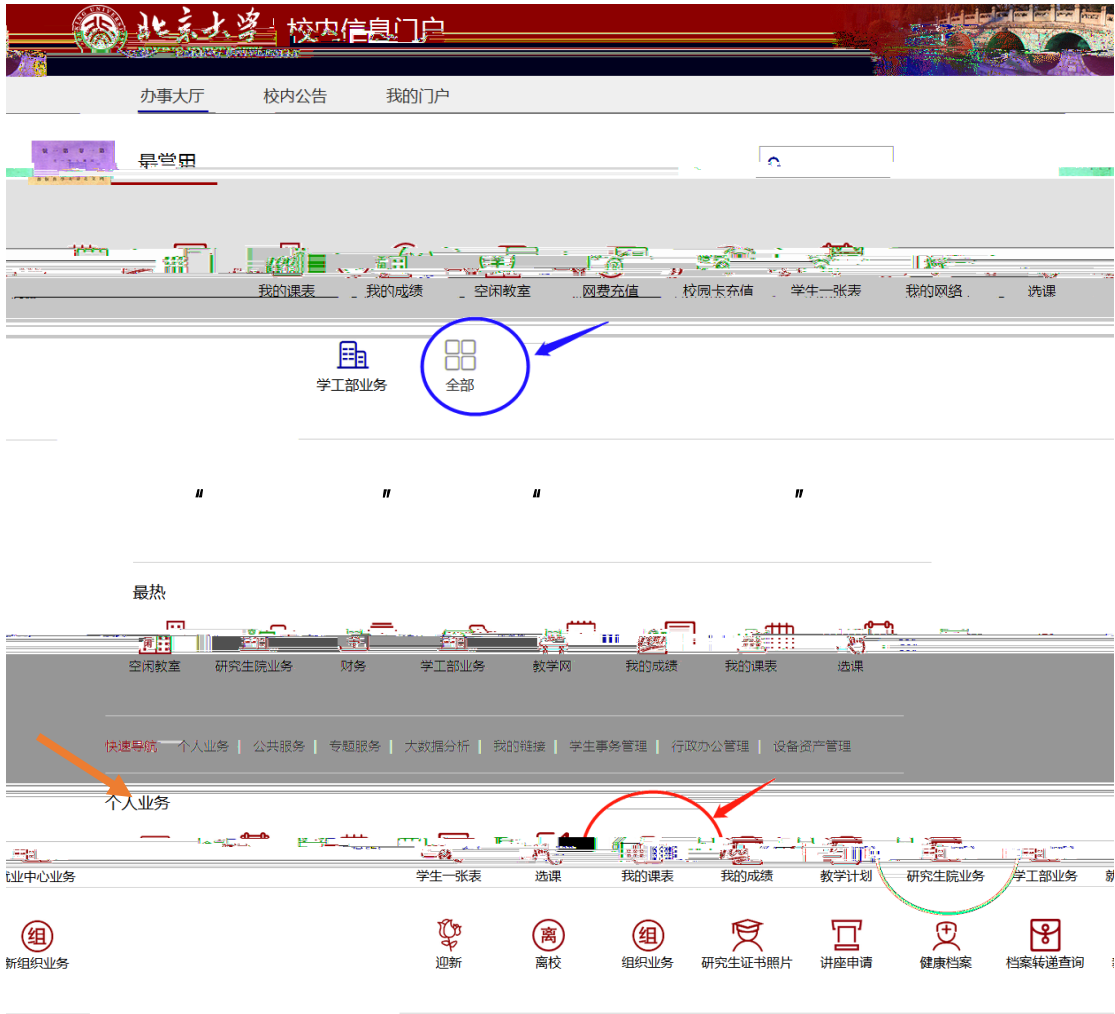 北京大学 校内信息门户
办事大厅 校内公告 我的门户
最常用
我的课表 我的成绩 空闲教室 网费充值 校园卡充值 学生一张表 我的网络 选课
学工部业务 全部
" " " "
最热
空闲教室 研究生院业务 财务 学工部业务 教学网 我的成绩 我的课表 选课
快速导航 个人业务 | 公共服务 | 专题服务 | 大数据分析 | 我的链接 | 学生事务管理 | 行政办公管理 | 设备资产管理
个人业务
就业中心业务 学生一张表 选课 我的课表 我的成绩 教学计划 研究生院业务 学工部业务
组 离 组
新组织业务 迎新 离校 组织业务 研究生证书照片 讲座申请 健康档案 档案转递查询